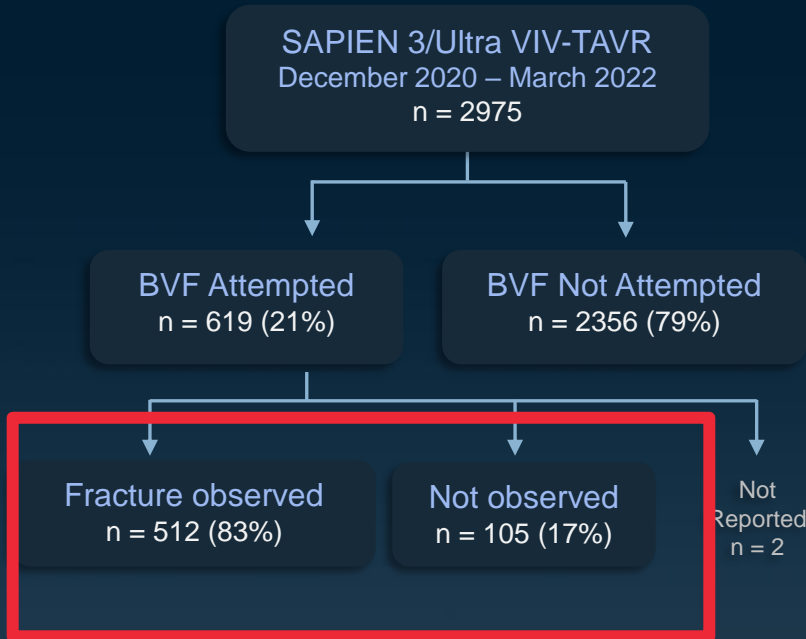 SAPIEN 3/Ultra VIV-TAVR
December 2020 – March 2022
n = 2975
BVF Attempted
n = 619 (21%)
BVF Not Attempted
n = 2356 (79%)
Fracture observed
n = 512 (83%)
Not observed
n = 105 (17%)
Not
Reported
n = 2